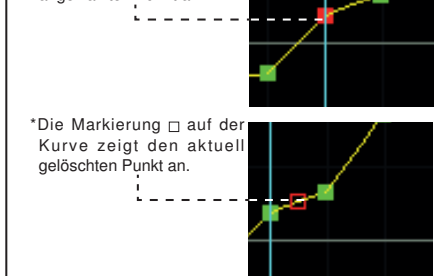 *Die Markierung □ auf der
Kurve zeigt den aktuell
gelöschten Punkt an.